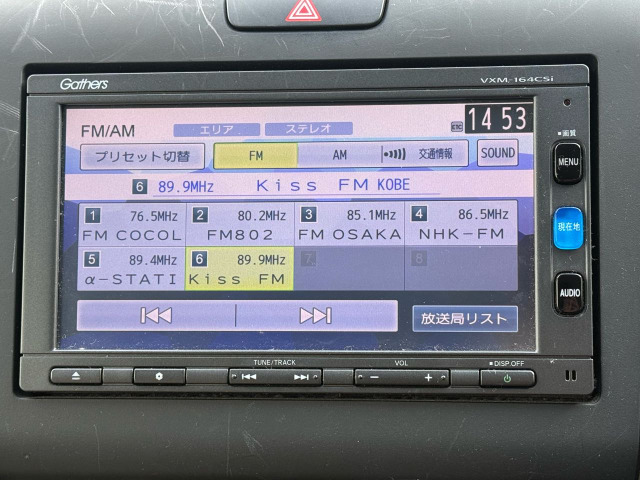 Gathers VXM-164CSi
FM/AM エリア ステレオ ETC 14 53
プリセット切替 FM AM 交通情報 SOUND
6 89.9MHz Kiss FM KOBE
1 76.5MHz 2 80.2MHz 3 85.1MHz 4 86.5MHz
FM COCOL FM802 FM OSAKA NHK-FM
5 89.4MHz 6 89.9MHz 7 8
α-STATI Kiss FM
放送局リスト
画質
MENU
現在地
AUDIO
TUNE/TRACK VOL DISP OFF